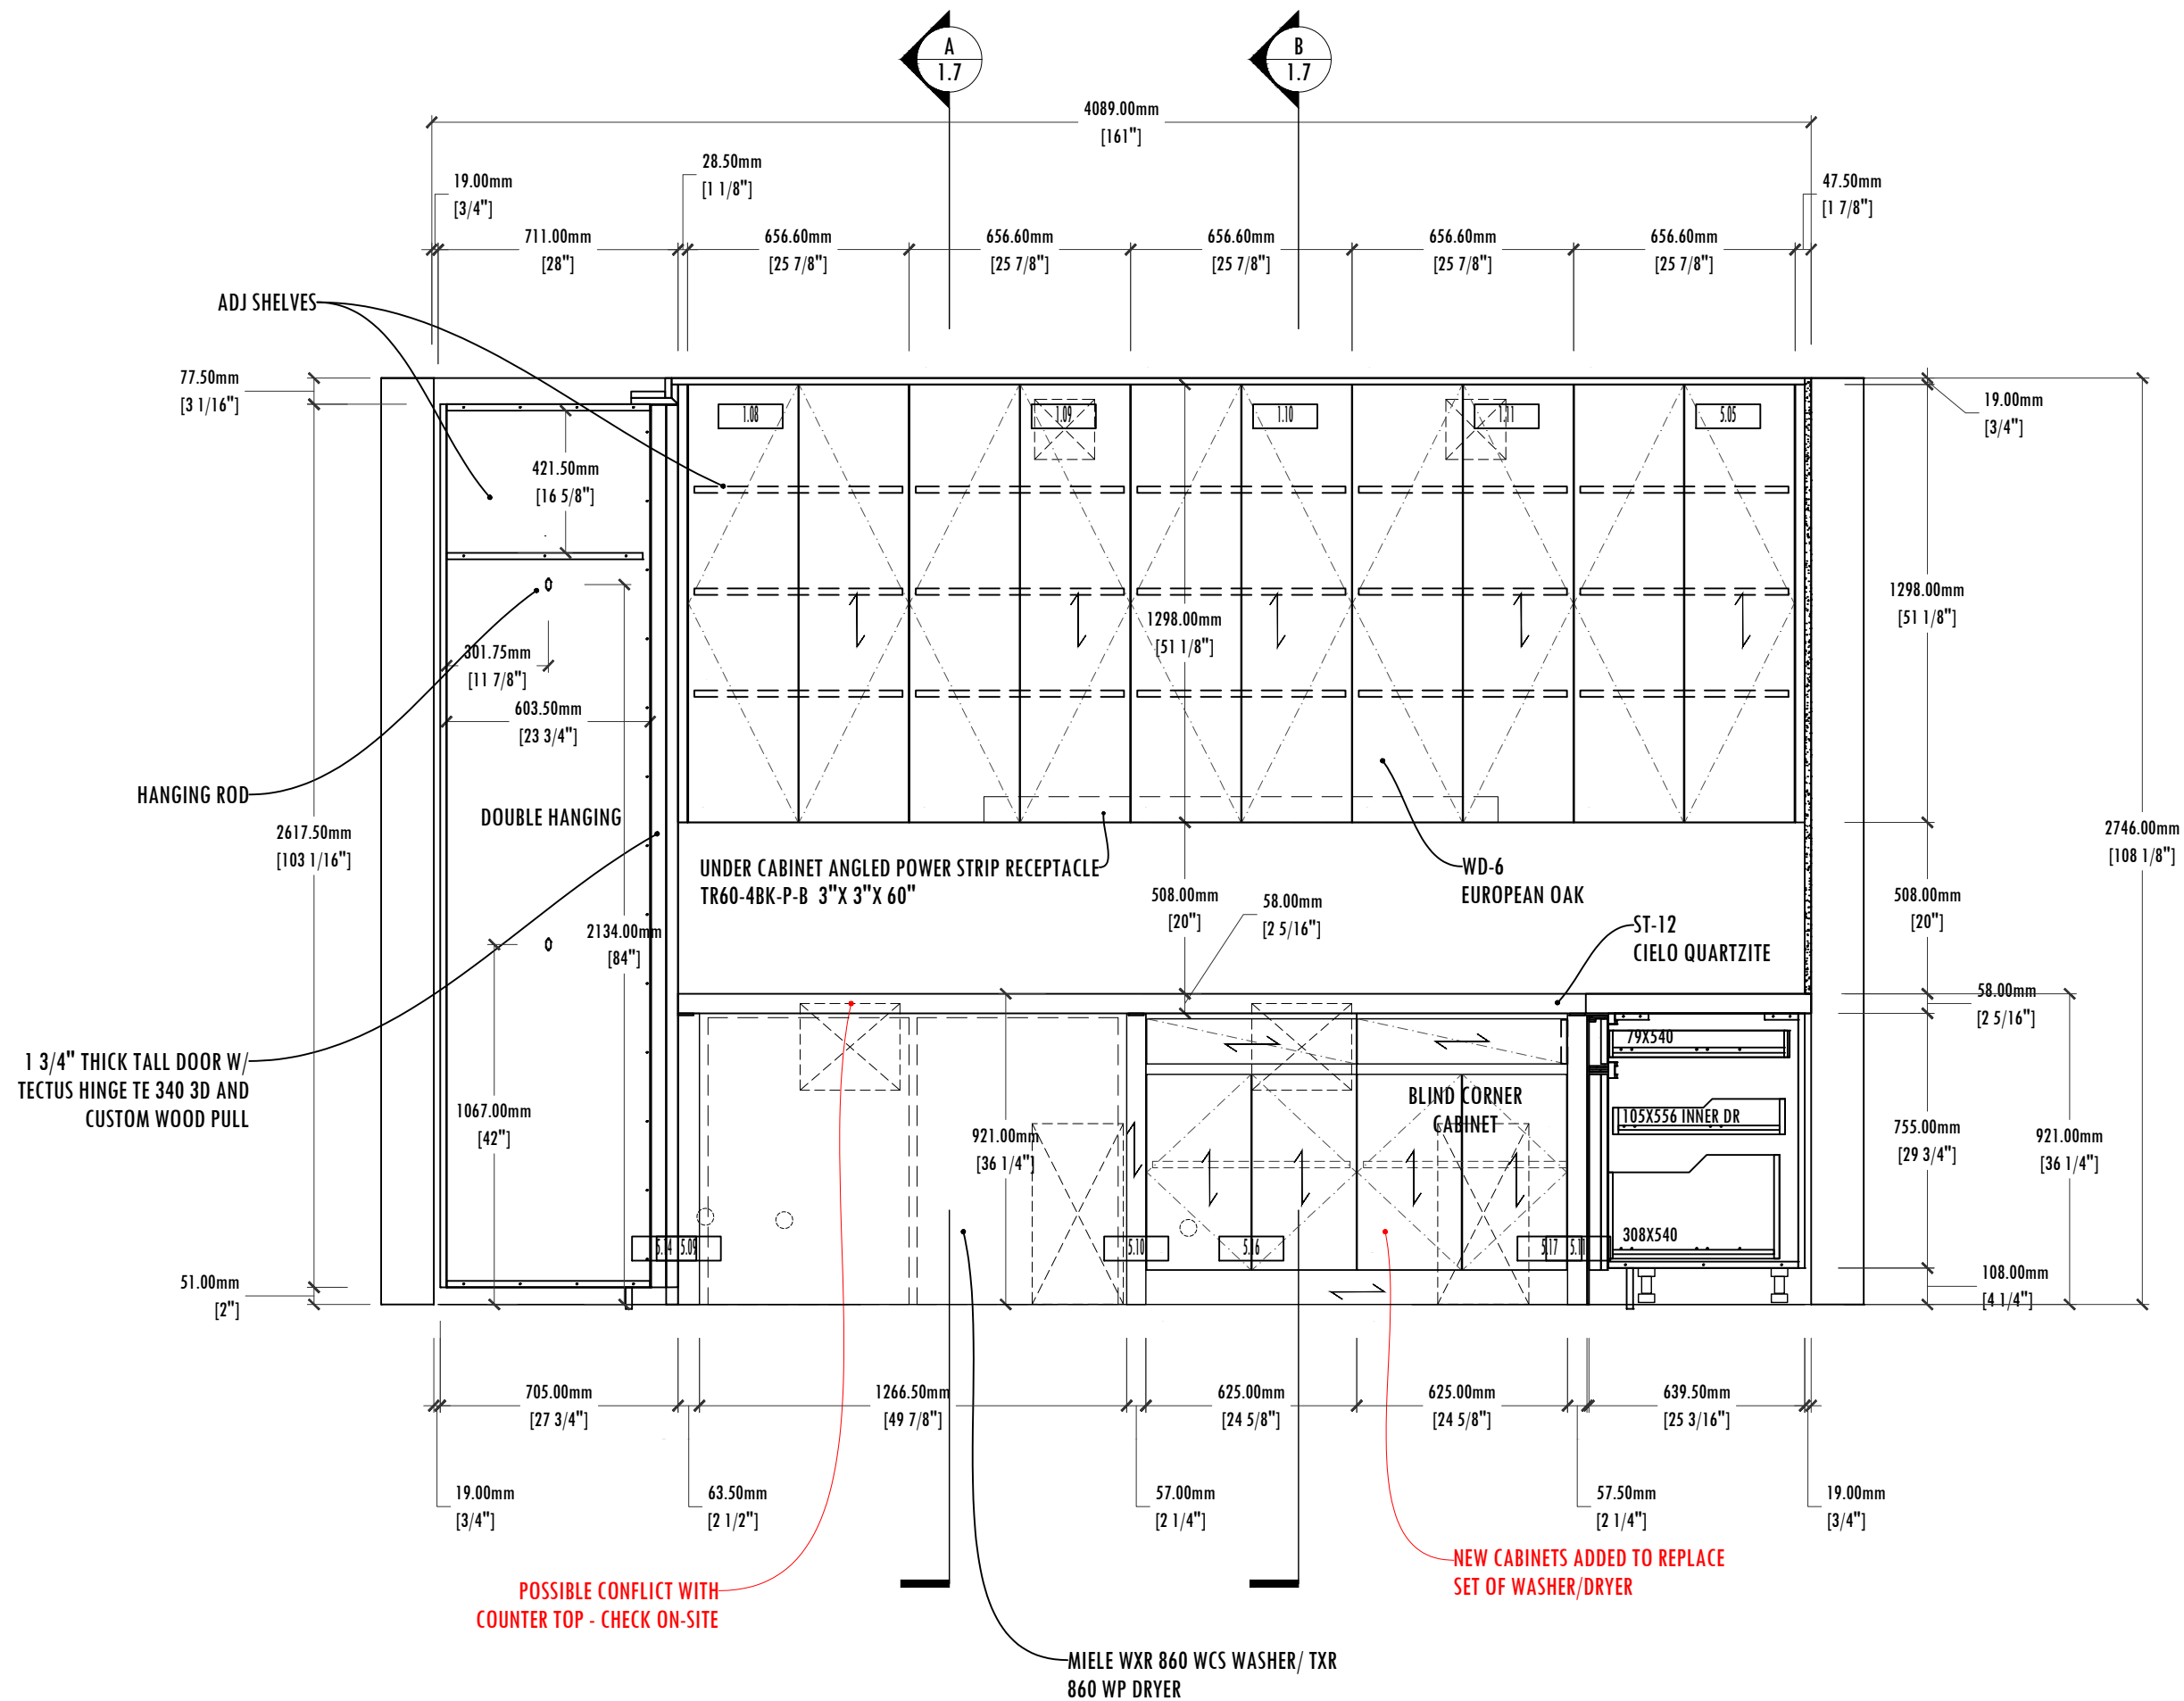 A
1.7
B
1.7
4089.00mm
[161"]
28.50mm
[1 1/8"]
19.00mm
[3/4"]
47.50mm
[1 7/8"]
711.00mm
[28"]
656.60mm
[25 7/8"]
656.60mm
[25 7/8"]
656.60mm
[25 7/8"]
656.60mm
[25 7/8"]
656.60mm
[25 7/8"]
ADJ SHELVES
77.50mm
[3 1/16"]
19.00mm
[3/4"]
1.08
1.09
1.10
1.11
5.05
421.50mm
[16 5/8"]
1298.00mm
[51 1/8"]
1298.00mm
[51 1/8"]
301.75mm
[11 7/8"]
603.50mm
[23 3/4"]
HANGING ROD
DOUBLE HANGING
2617.50mm
[103 1/16"]
2746.00mm
[108 1/8"]
UNDER CABINET ANGLED POWER STRIP RECEPTACLE
TR60-4BK-P-B 3"X 3"X 60"
WD-6
EUROPEAN OAK
508.00mm
[20"]
58.00mm
[2 5/16"]
508.00mm
[20"]
ST-12
CIELO QUARTZITE
2134.00mm
[84"]
58.00mm
[2 5/16"]
1 3/4" THICK TALL DOOR W/
TECTUS HINGE TE 340 3D AND
CUSTOM WOOD PULL
79X540
BLIND CORNER
CABINET
105X556 INNER DR
1067.00mm
[42"]
921.00mm
[36 1/4"]
755.00mm
[29 3/4"]
921.00mm
[36 1/4"]
308X540
5.14
5.09
5.10
5.16
5.17
5.11
51.00mm
[2"]
108.00mm
[4 1/4"]
705.00mm
[27 3/4"]
1266.50mm
[49 7/8"]
625.00mm
[24 5/8"]
625.00mm
[24 5/8"]
639.50mm
[25 3/16"]
19.00mm
[3/4"]
63.50mm
[2 1/2"]
57.00mm
[2 1/4"]
57.50mm
[2 1/4"]
19.00mm
[3/4"]
POSSIBLE CONFLICT WITH
COUNTER TOP - CHECK ON-SITE
NEW CABINETS ADDED TO REPLACE
SET OF WASHER/DRYER
MIELE WXR 860 WCS WASHER/ TXR
860 WP DRYER